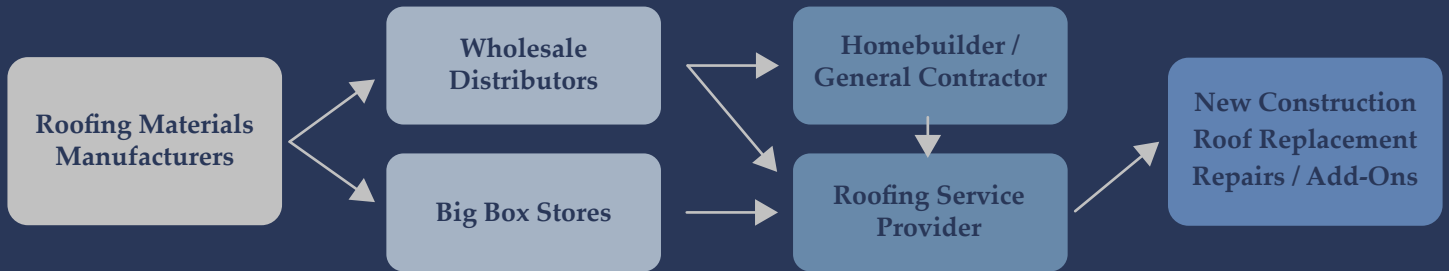 Roofing Materials
Manufacturers
Wholesale
Distributors
Big Box Stores
Homebuilder /
General Contractor
Roofing Service
Provider
New Construction
Roof Replacement
Repairs / Add-Ons